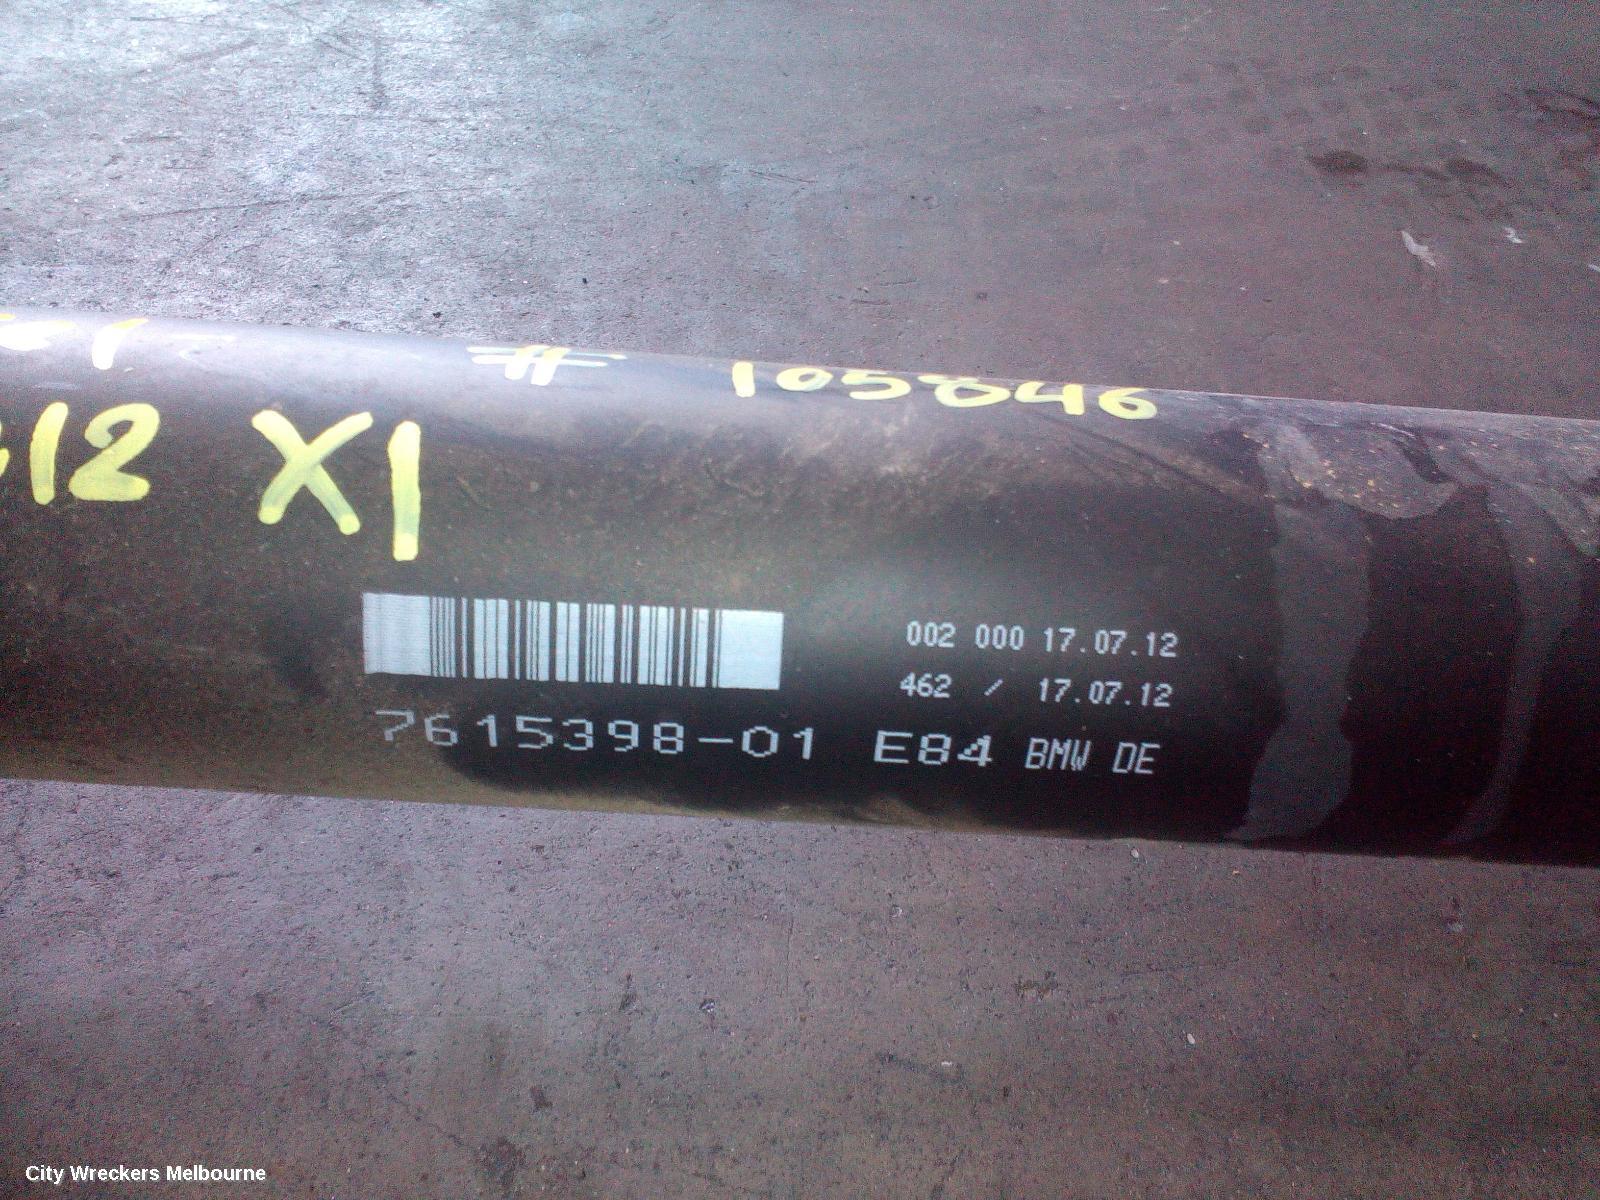 # 105846
12 X1
002 000 17.07.12
462 / 17.07.12
7615398-01 E84 BMW DE
City Wreckers Melbourne